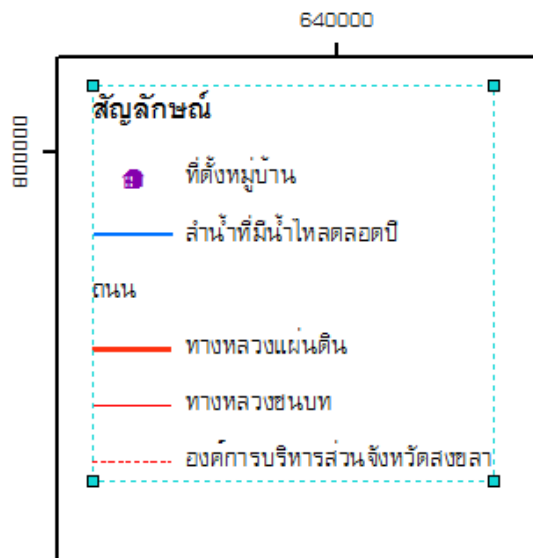 640000
800000
สัญลักษณ์
ที่ตั้งหมู่บ้าน
ลำน้ำที่มีน้ำไหลตลอดปี
ถนน
ทางหลวงแผ่นดิน
ทางหลวงชนบท
องค์การบริหารส่วนจังหวัดสงขลา